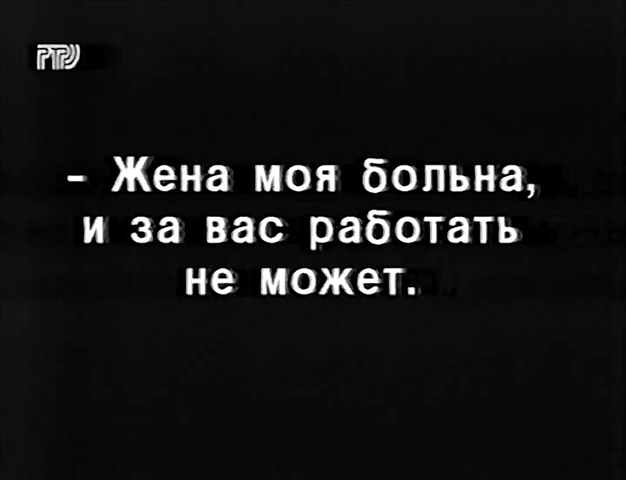 РТР
- Жена моя больна,
и за вас работать
не может.